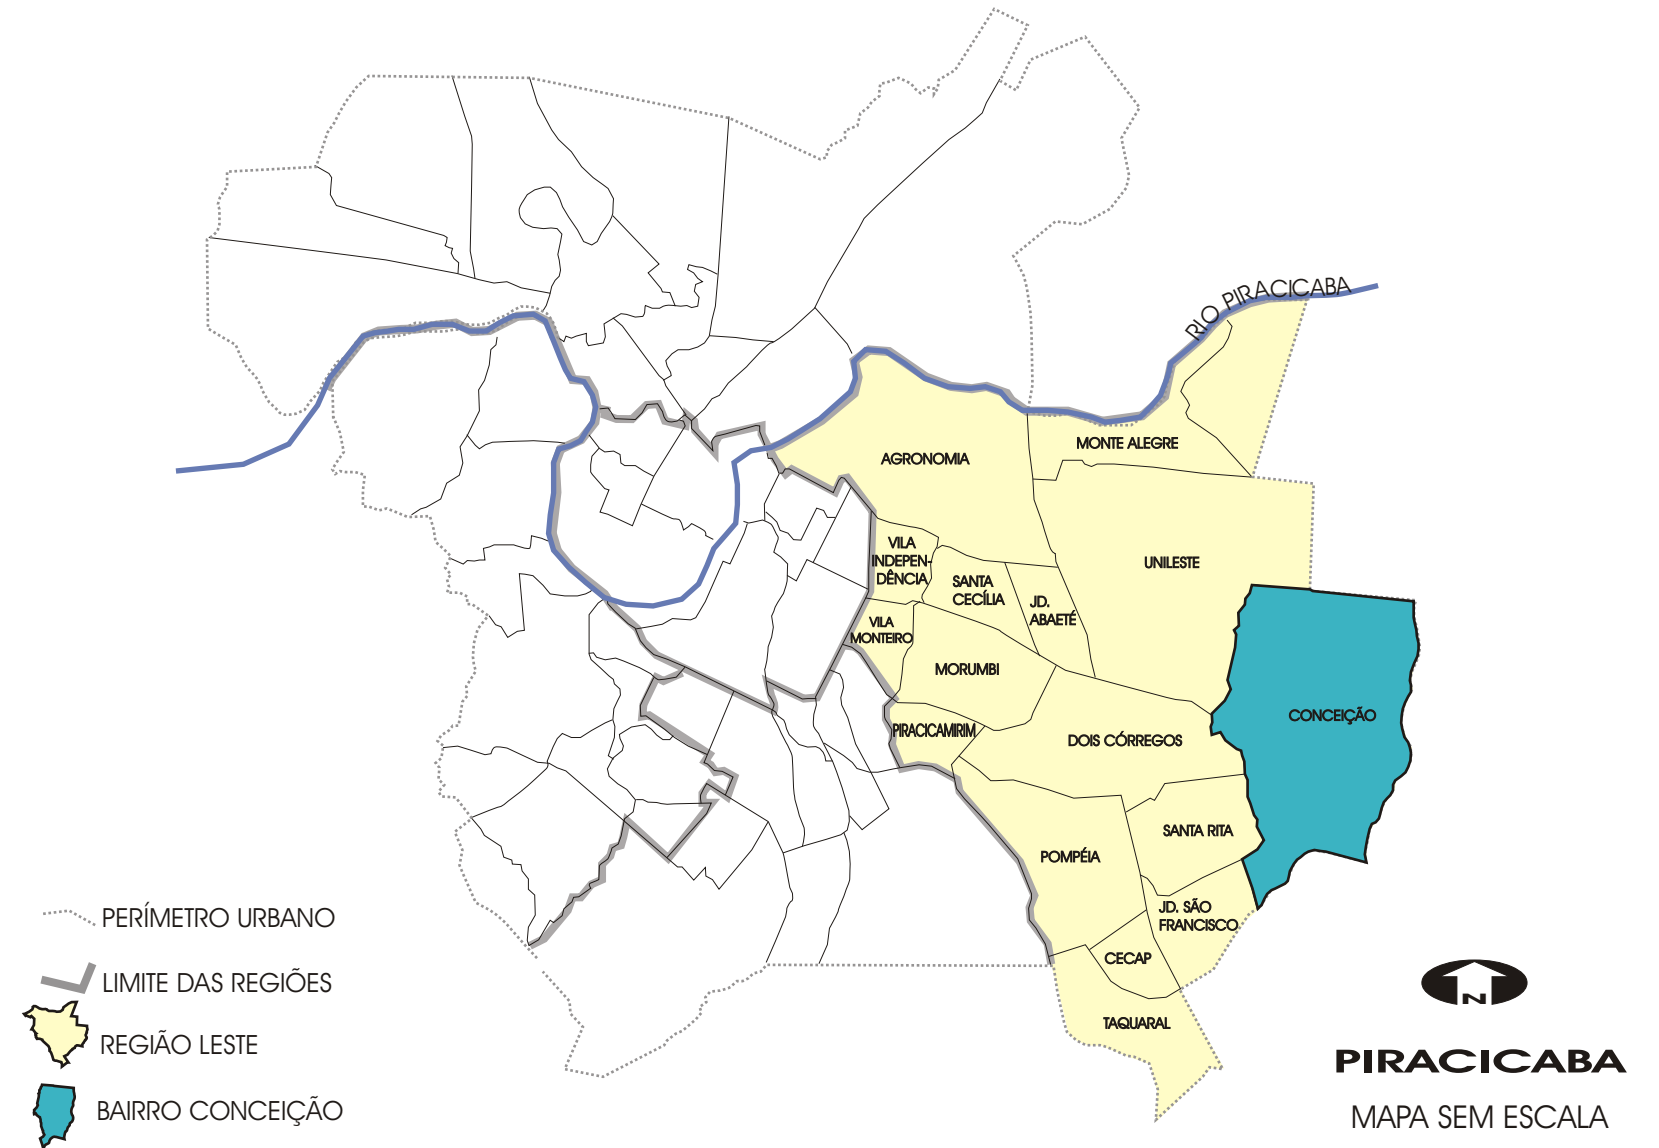 RIO PIRACICABA
MONTE ALEGRE
AGRONOMIA
UNILESTE
VILA
INDEPEN-
DÊNCIA
SANTA
CECÍLIA
JD.
ABAETÉ
VILA
MONTEIRO
MORUMBI
CONCEIÇÃO
PIRACICAMIRIM
DOIS CÓRREGOS
SANTA RITA
POMPÉIA
JD. SÃO
FRANCISCO
CECAP
TAQUARAL
PERÍMETRO URBANO
LIMITE DAS REGIÕES
REGIÃO LESTE
BAIRRO CONCEIÇÃO
N
PIRACICABA
MAPA SEM ESCALA